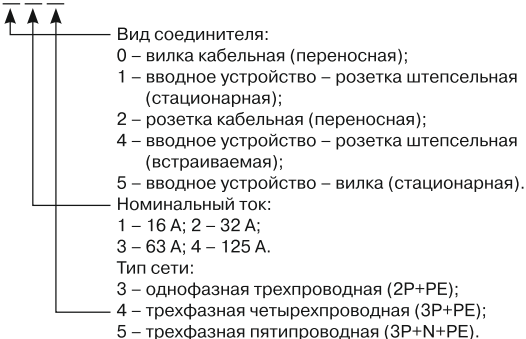 Вид соединителя:
0 – вилка кабельная (переносная);
1 – вводное устройство – розетка штепсельная
(стационарная);
2 – розетка кабельная (переносная);
4 – вводное устройство – розетка штепсельная
(встраиваемая);
5 – вводное устройство – вилка (стационарная).
Номинальный ток:
1 – 16 А; 2 – 32 А;
3 – 63 А; 4 – 125 А.
Тип сети:
3 – однофазная трехпроводная (2P+PE);
4 – трехфазная четырехпроводная (3P+PE);
5 – трехфазная пятипроводная (3P+N+PE).